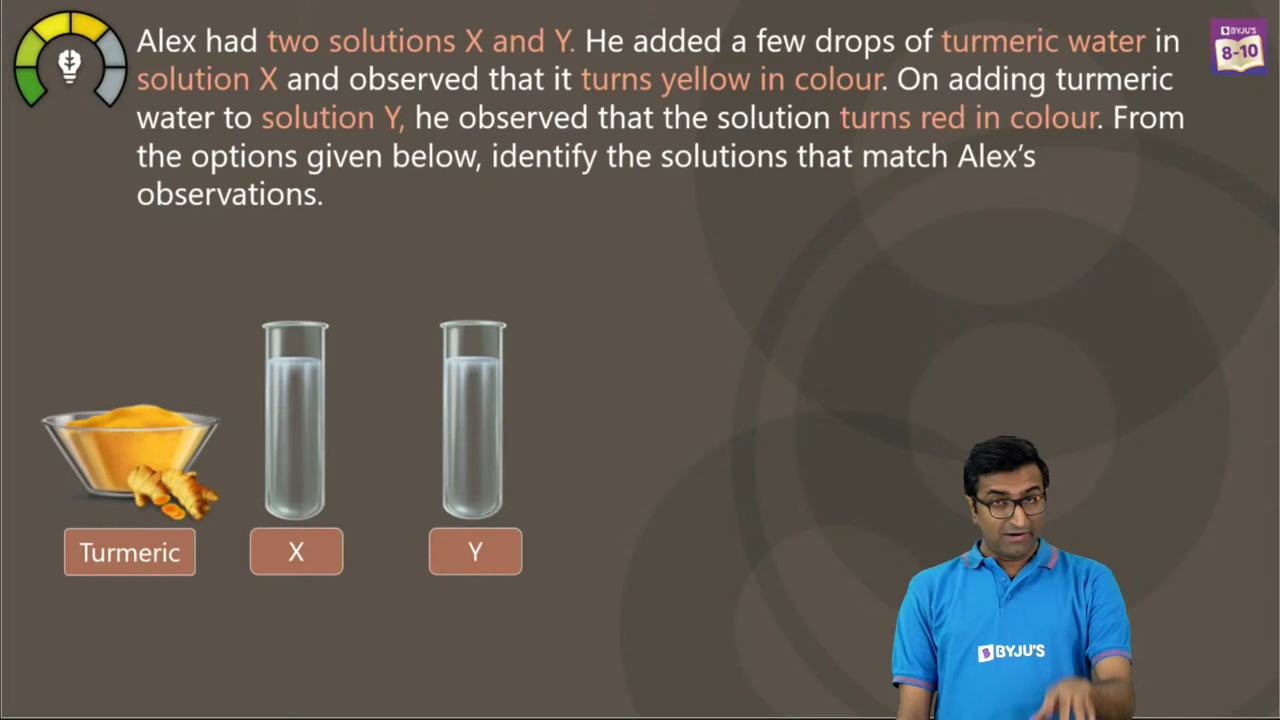 Alex had two solutions X and Y. He added a few drops of turmeric water in
solution X and observed that it turns yellow in colour. On adding turmeric
water to solution Y, he observed that the solution turns red in colour. From
the options given below, identify the solutions that match Alex’s
observations.
BYJU'S
8-10
Turmeric
X
Y
BYJU'S